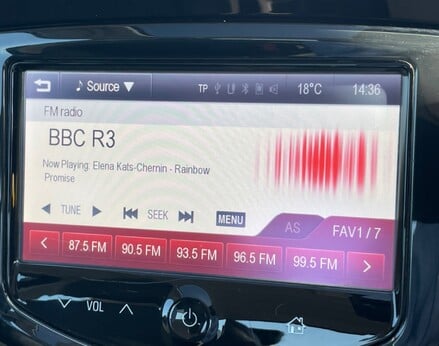 ♪ Source ▼ TP 18°C 14:36
FM radio
BBC R3
Now Playing. Elena Kats-Chernin - Rainbow
Promise
TUNE SEEK MENU AS FAV1 / 7
87.5 FM 90.5 FM 93.5 FM 96.5 FM 99.5 FM
VOL